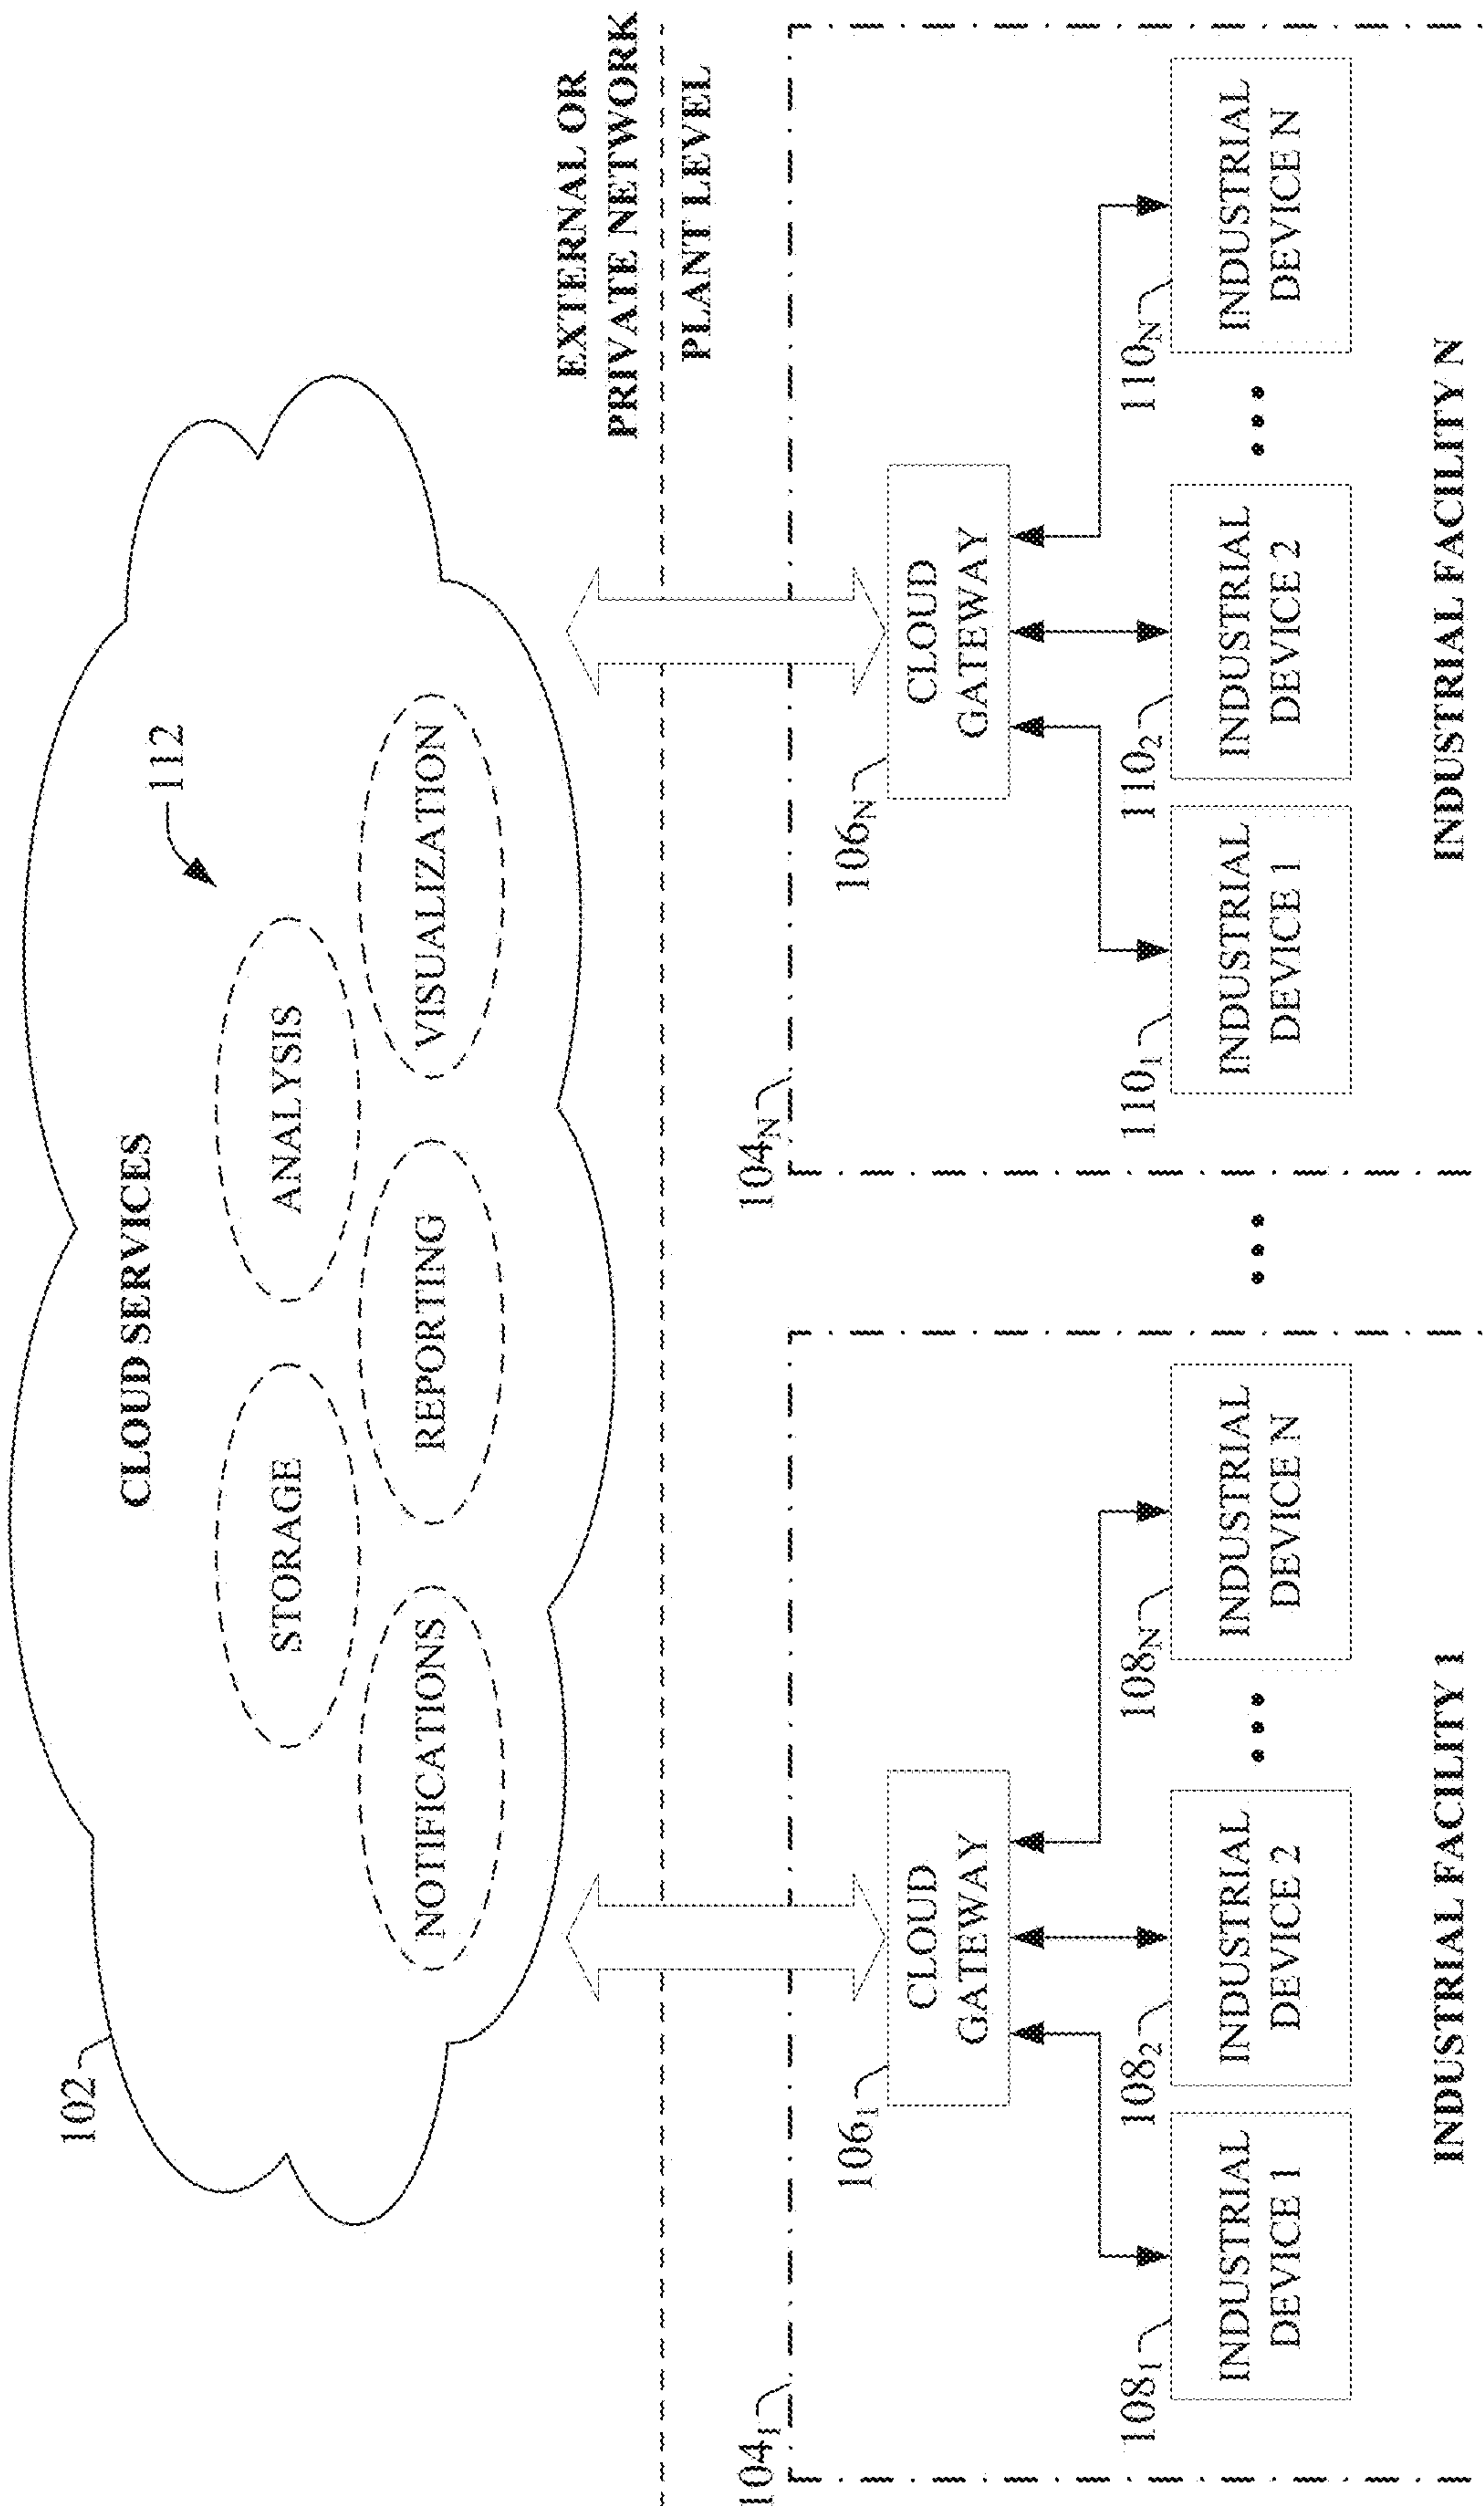 102
CLOUD SERVICES
112
STORAGE
ANALYSIS
NOTIFICATIONS
REPORTING
VISUALIZATION
EXTERNAL OR
PRIVATE NETWORK
PLANT LEVEL
104₁
106₁
CLOUD
GATEWAY
108₁
INDUSTRIAL
DEVICE 1
108₂
INDUSTRIAL
DEVICE 2
108N
INDUSTRIAL
DEVICE N
INDUSTRIAL FACILITY 1
104N
106N
CLOUD
GATEWAY
110₁
INDUSTRIAL
DEVICE 1
110₂
INDUSTRIAL
DEVICE 2
110N
INDUSTRIAL
DEVICE N
INDUSTRIAL FACILITY N